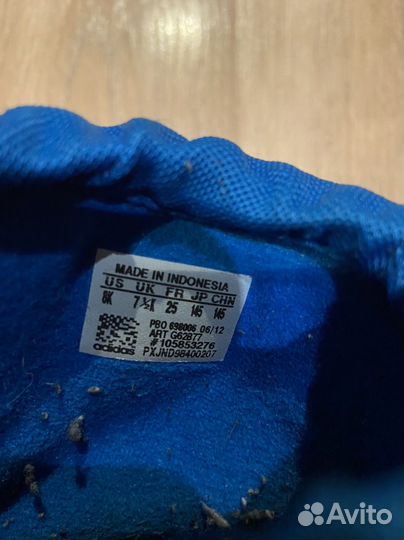 MADE IN INDONESIA
US UK FR JP CHN
8K 7½K 25 145 145
PBO 698006 06/12
ART G62877
#105853276
adidas PXJND98400207
Avito